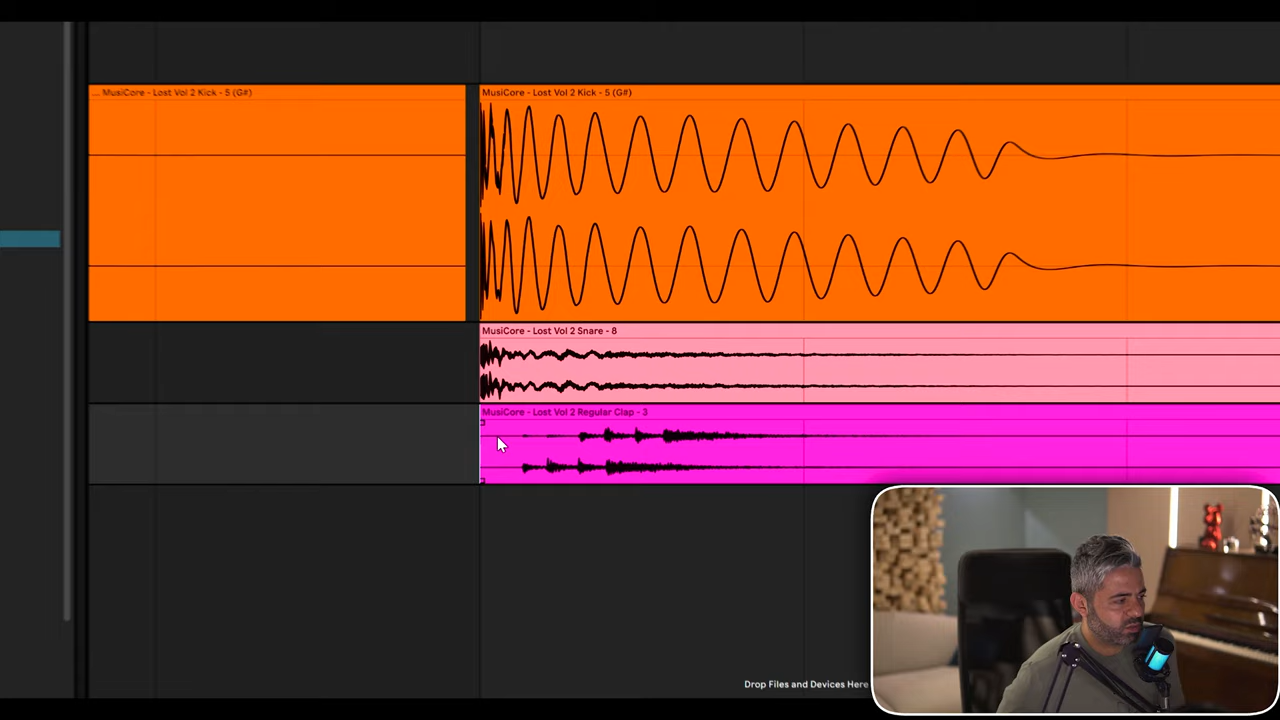 ... MusiCore - Lost Vol 2 Kick - 5 (G#)
MusiCore - Lost Vol 2 Kick - 5 (G#)
MusiCore - Lost Vol 2 Snare - 8
MusiCore - Lost Vol 2 Regular Clap - 3
Drop Files and Devices Here